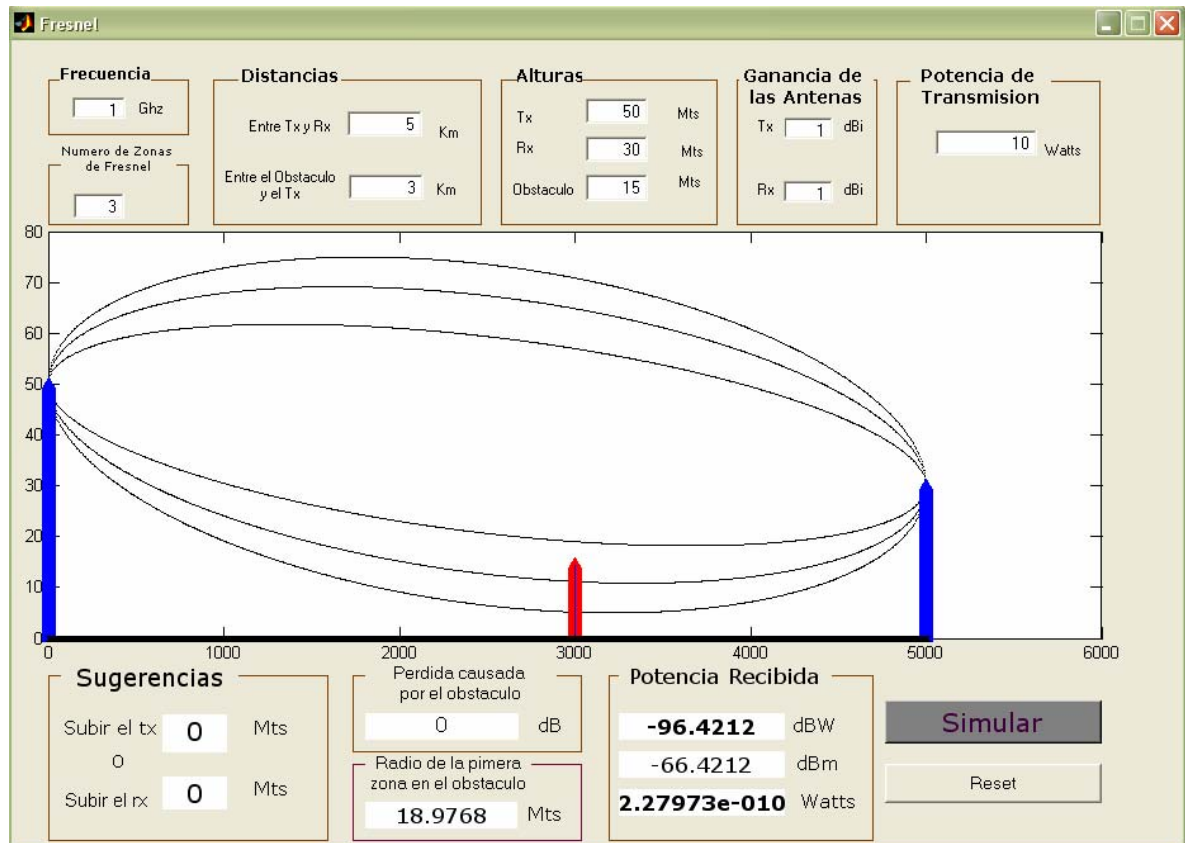 Fresnel
Frecuencia
1 Ghz
Numero de Zonas
de Fresnel
3
Distancias
Entre Tx y Rx 5 Km
Entre el Obstaculo
y el Tx 3 Km
Alturas
Tx 50 Mts
Rx 30 Mts
Obstaculo 15 Mts
Ganancia de
las Antenas
Tx 1 dBi
Rx 1 dBi
Potencia de
Transmision
10 Watts
80
70
60
50
40
30
20
10
0
0 1000 2000 3000 4000 5000 6000
Sugerencias
Subir el tx 0 Mts
O
Subir el rx 0 Mts
Perdida causada
por el obstaculo
0 dB
Radio de la pimera
zona en el obstaculo
18.9768 Mts
Potencia Recibida
-96.4212 dBW
-66.4212 dBm
2.27973e-010 Watts
Simular
Reset